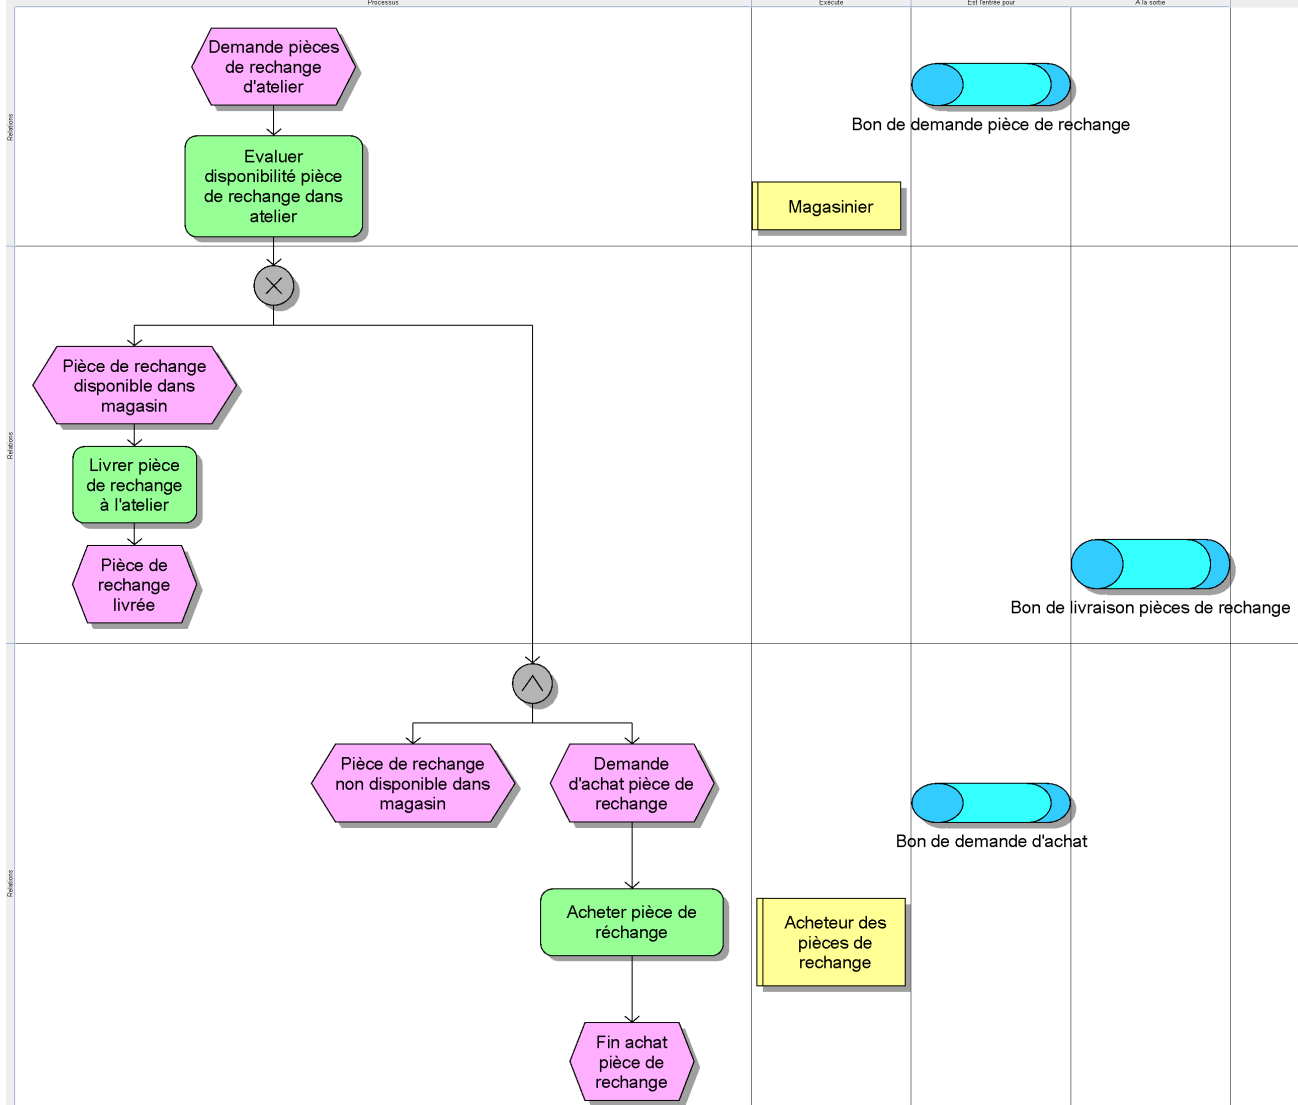 Processus
Exécute
Est l'entrée pour
A la sortie
Relations
Demande pièces
de rechange
d'atelier
Bon de demande pièce de rechange
Evaluer
disponibilité pièce
de rechange dans
atelier
Magasinier
Relations
Pièce de rechange
disponible dans
magasin
Livrer pièce
de rechange
à l'atelier
Pièce de
rechange
livrée
Bon de livraison pièces de rechange
Relations
Pièce de rechange
non disponible dans
magasin
Demande
d'achat pièce de
rechange
Bon de demande d'achat
Acheter pièce de
réchange
Acheteur des
pièces de
rechange
Fin achat
pièce de
rechange